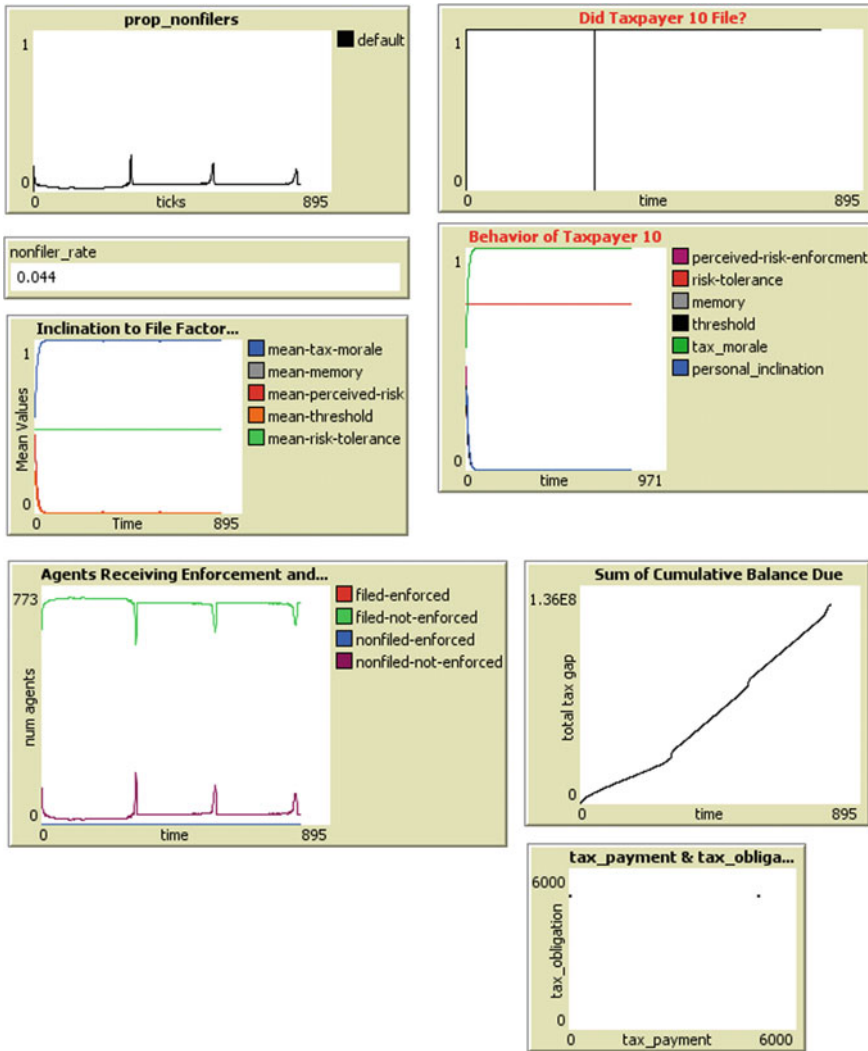 prop_nonfilers
1
0
0
ticks
895
default
Did Taxpayer 10 File?
1
0
0
time
895
nonfiler_rate
0.044
Behavior of Taxpayer 10
1
0
0
time
971
perceived-risk-enforcment
risk-tolerance
memory
threshold
tax_morale
personal_inclination
Inclination to File Factor...
Mean Values
1
0
0
Time
895
mean-tax-morale
mean-memory
mean-perceived-risk
mean-threshold
mean-risk-tolerance
Agents Receiving Enforcement and...
num agents
773
0
0
time
895
filed-enforced
filed-not-enforced
nonfiled-enforced
nonfiled-not-enforced
Sum of Cumulative Balance Due
total tax gap
1.36E8
0
0
time
895
tax_payment & tax_obliga...
tax_obligation
6000
0
0
tax_payment
6000